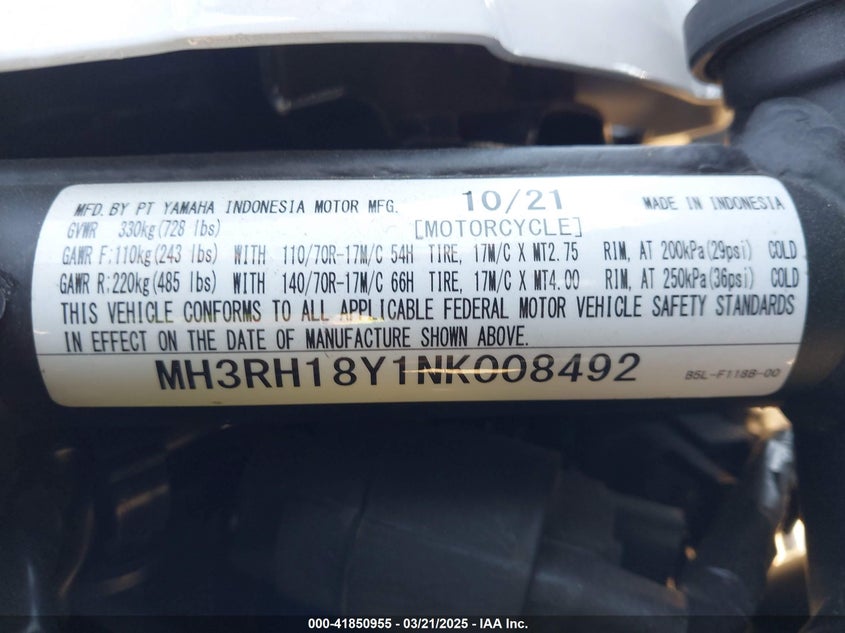 MFD. BY PT YAMAHA INDONESIA MOTOR MFG. 10/21 MADE IN INDONESIA
GVWR 330kg(728 lbs) [MOTORCYCLE]
GAWR F:110kg(243 lbs) WITH 110/70R-17M/C 54H TIRE, 17M/C X MT2.75 RIM, AT 200kPa(29psi) COLD
GAWR R:220kg(485 lbs) WITH 140/70R-17M/C 66H TIRE, 17M/C X MT4.00 RIM, AT 250kPa(36psi) COLD
THIS VEHICLE CONFORMS TO ALL APPLICABLE FEDERAL MOTOR VEHICLE SAFETY STANDARDS
IN EFFECT ON THE DATE OF MANUFACTURE SHOWN ABOVE.
MH3RH18Y1NK008492 B5L-F118B-00
000-41850955 / 03/21/2025 - IAA Inc.